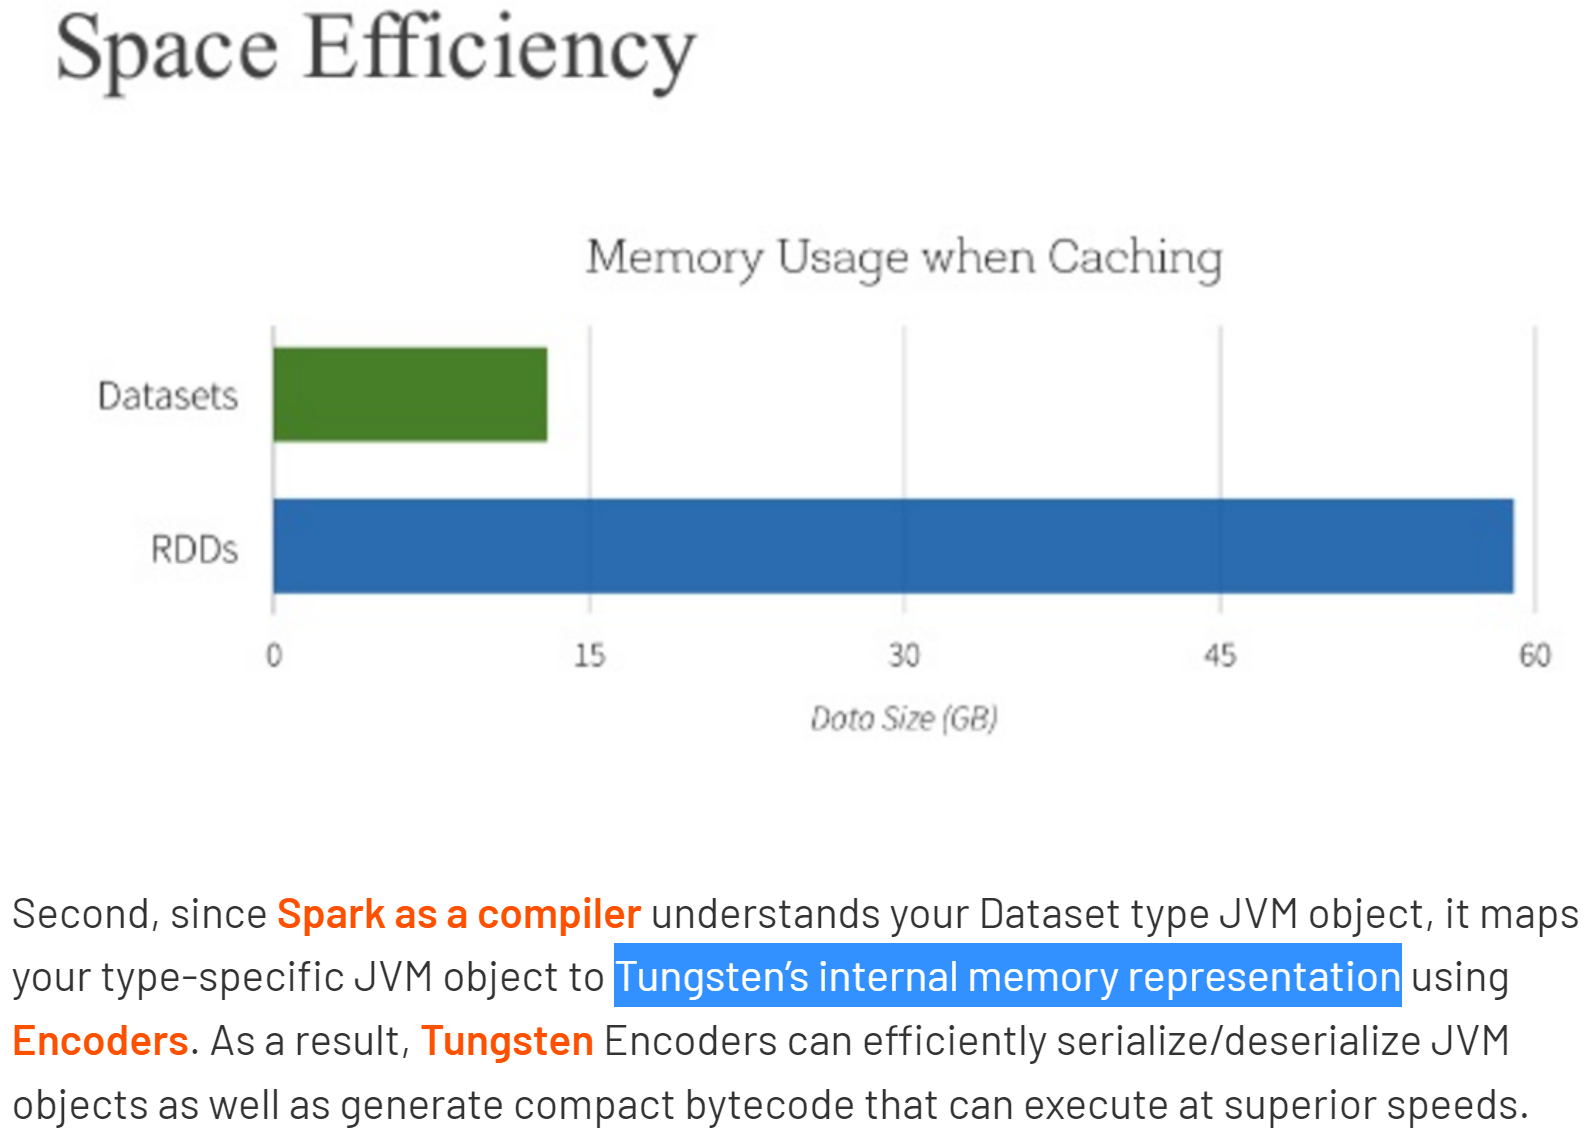 Space Efficiency
Memory Usage when Caching
Datasets
RDDs
0 15 30 45 60
Data Size (GB)
Second, since Spark as a compiler understands your Dataset type JVM object, it maps
your type-specific JVM object to Tungsten’s internal memory representation using
Encoders. As a result, Tungsten Encoders can efficiently serialize/deserialize JVM
objects as well as generate compact bytecode that can execute at superior speeds.